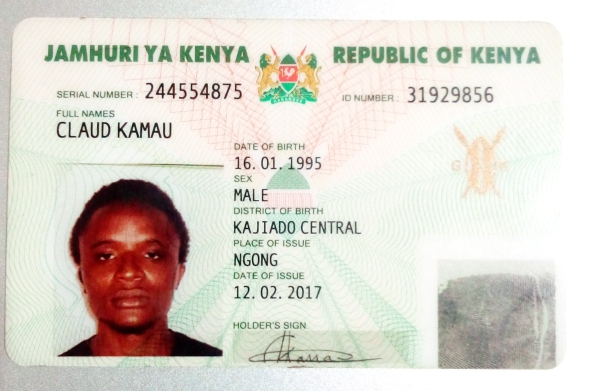 JAMHURI YA KENYA REPUBLIC OF KENYA
SERIAL NUMBER: 244554875 ID NUMBER: 31929856
FULL NAMES
CLAUD KAMAU
DATE OF BIRTH
16.01.1995
SEX
MALE
DISTRICT OF BIRTH
KAJIADO CENTRAL
PLACE OF ISSUE
NGONG
DATE OF ISSUE
12.02.2017
HOLDER'S SIGN.